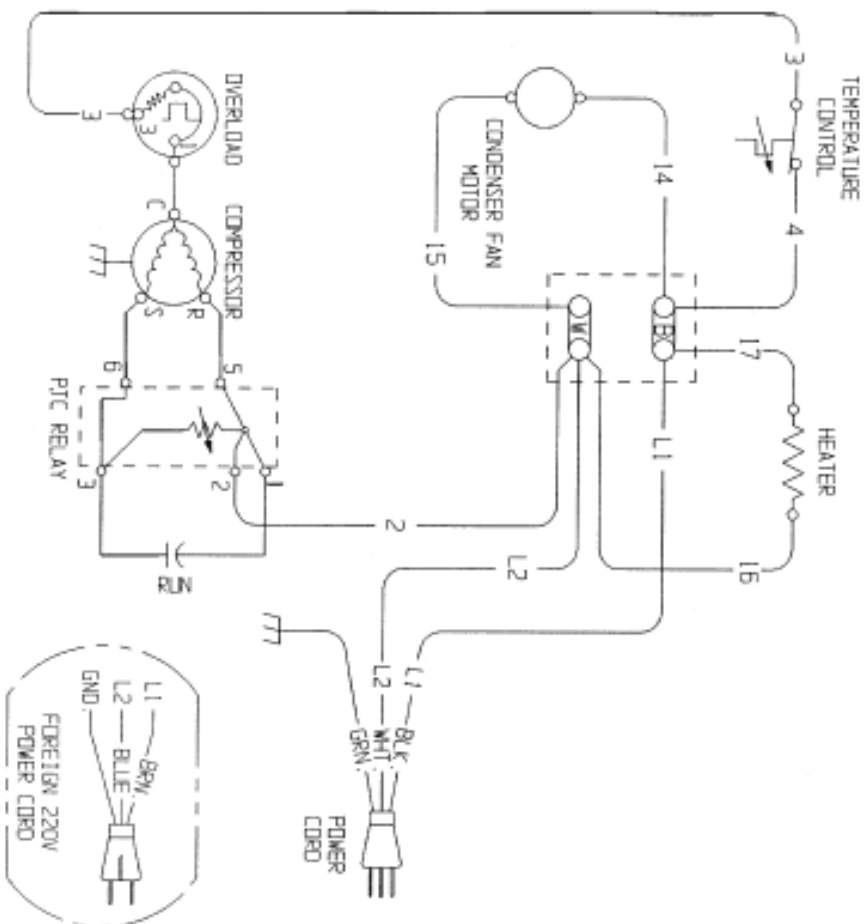 TEMPERATURE
CONTROL
3
4
OVERLOAD
3
3
1
CONDENSER FAN
MOTOR
14
15
COMPRESSOR
C
S
R
W
B
17
HEATER
16
L1
L2
2
PTC RELAY
6
5
3
2
1
RUN
L1
L2
BLK
WHT
GRN
POWER
CORD
L1
L2
GND
BRN
BLUE
FOREIGN 220V
POWER CORD